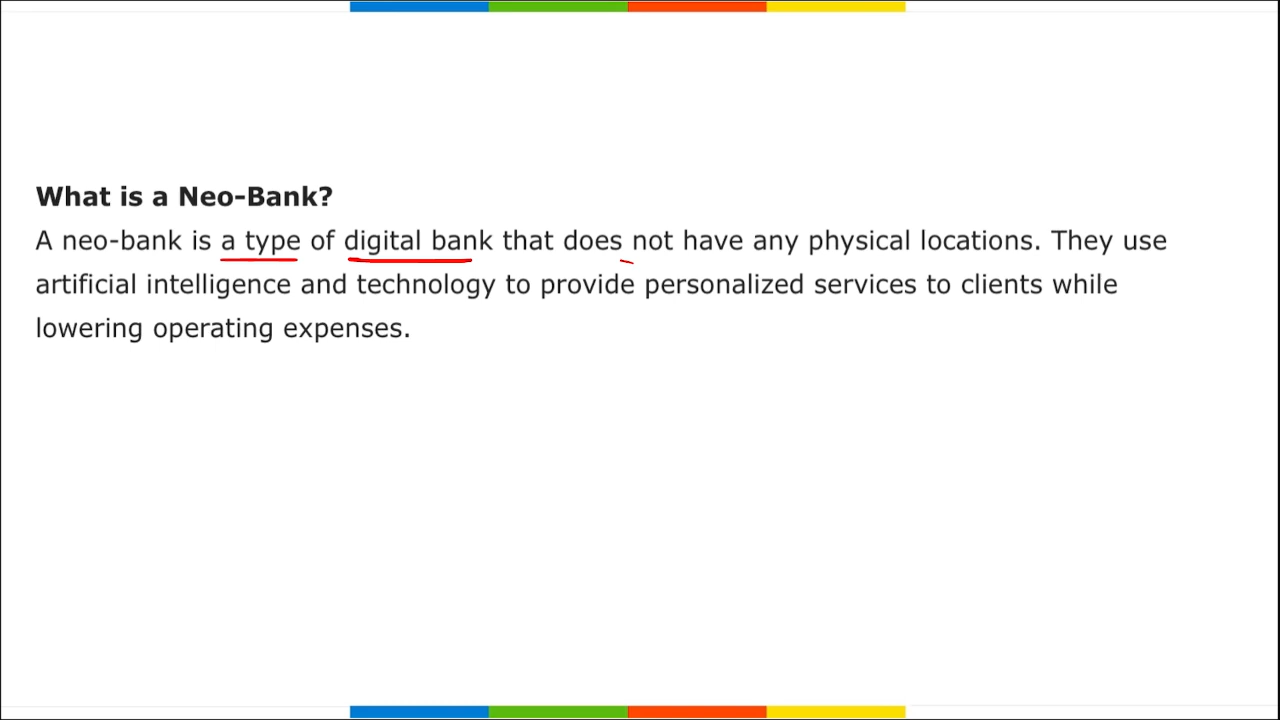 What is a Neo-Bank?
A neo-bank is a type of digital bank that does not have any physical locations. They use
artificial intelligence and technology to provide personalized services to clients while
lowering operating expenses.